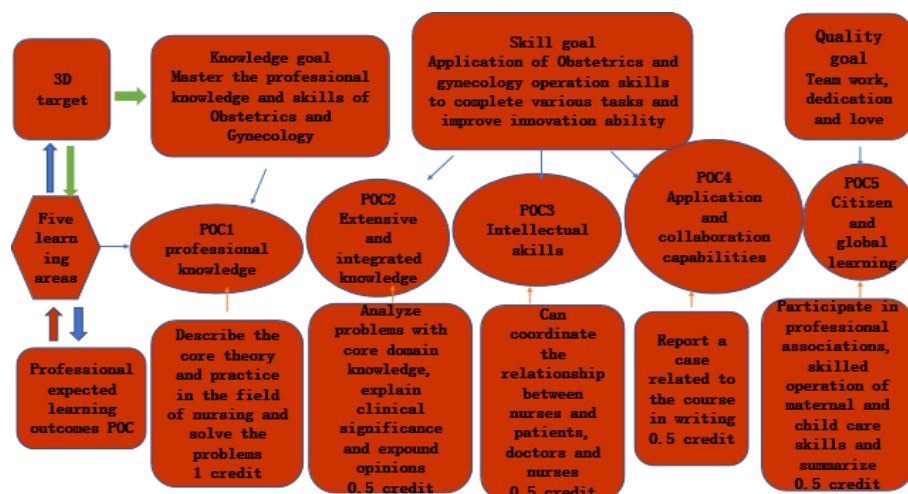 3D
target
Knowledge goal
Master the professional
knowledge and skills of
Obstetrics and
Gynecology
Skill goal
Application of Obstetrics and
gynecology operation skills
to complete various tasks and
improve innovation ability
Quality
goal
Team work,
dedication
and love
Five
learn
ing
areas
POC1
professional
knowledge
POC2
Extensive
and
integrated
knowledge
POC3
Intellectual
skills
POC4
Application
and
collaboration
capabilities
POC5
Citizen
and
global
learning
Professional
expected
learning
outcomes POC
Describe the
core theory
and practice
in the field
of nursing and
solve the
problems
1 credit
Analyze
problems with
core domain
knowledge,
explain
clinical
significance
and expound
opinions
0.5 credit
Can
coordinate
the
relationship
between
nurses and
patients,
doctors and
nurses
0.5 credit
Report a
case
related to
the course
in writing
0.5 credit
Participate in
professional
associations,
skilled
operation of
maternal and
child care
skills and
summarize
0.5 credit